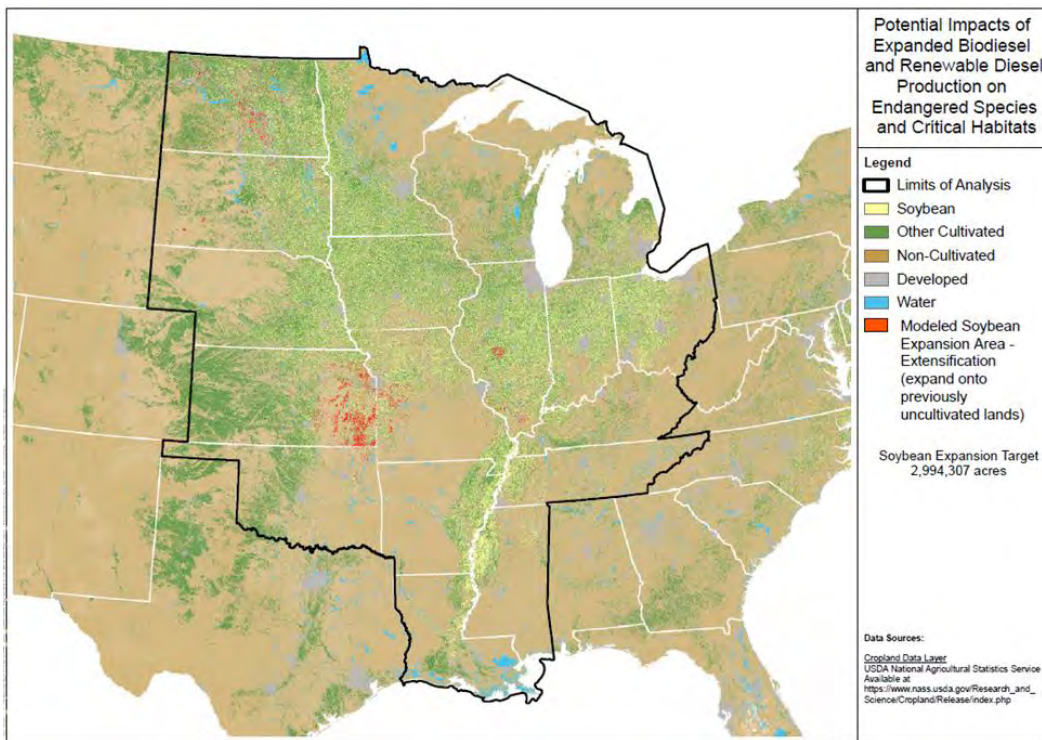 Potential Impacts of
Expanded Biodiesel
and Renewable Diesel
Production on
Endangered Species
and Critical Habitats
Legend
Limits of Analysis
Soybean
Other Cultivated
Non-Cultivated
Developed
Water
Modeled Soybean
Expansion Area -
Extensification
(expand onto
previously
uncultivated lands)
Soybean Expansion Target
2,994,307 acres
Data Sources:
Cropland Data Layer
USDA National Agricultural Statistics Service
Available at
https://www.nass.usda.gov/Research_and_
Science/Cropland/Release/index.php